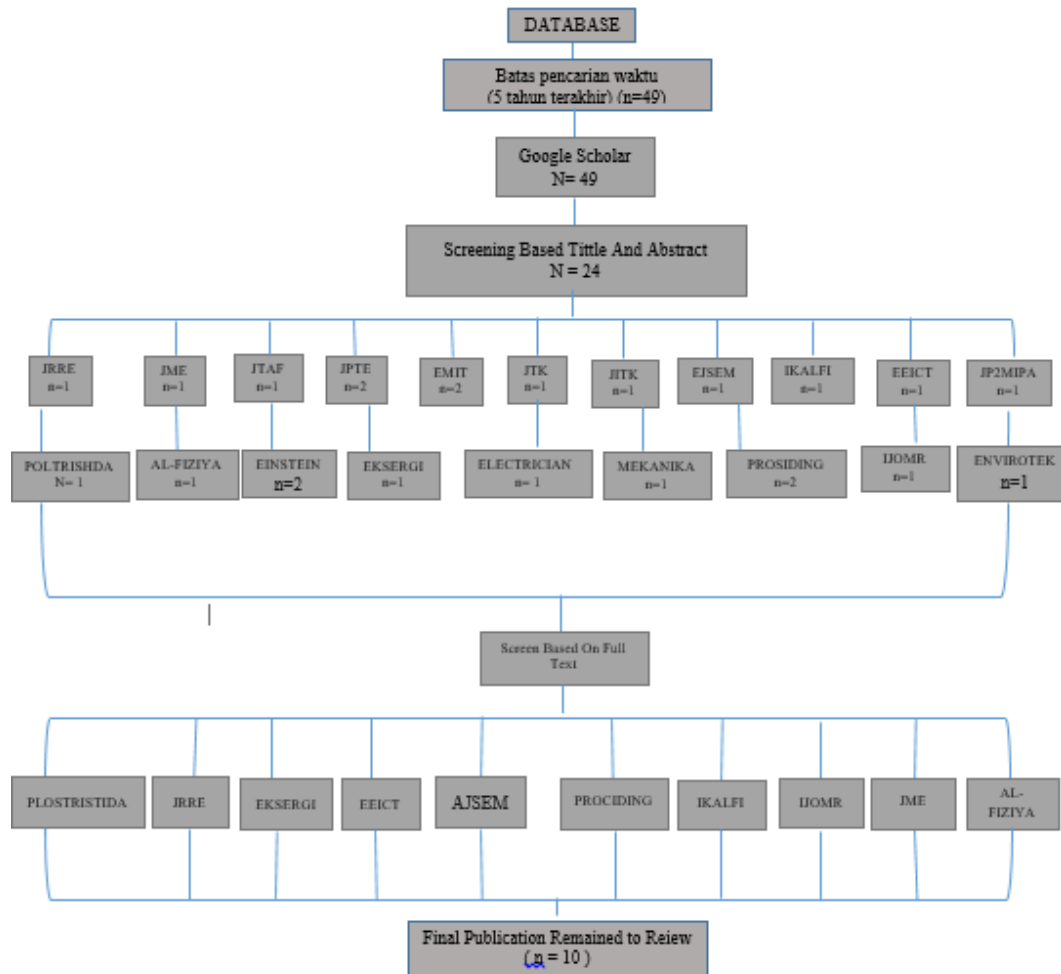 DATABASE
Batas pencarian waktu
(5 tahun terakhir) (n=49)
Google Scholar
N= 49
Screening Based Tittle And Abstract
N = 24
JRRE
n=1
JME
n=1
JTAF
n=1
JPTE
n=2
EMIT
n=2
JTK
n=1
JITK
n=1
EJSEM
n=1
IKALFI
n=1
EEICT
n=1
JP2MIPA
n=1
POLTRISHDA
N= 1
AL-FIZIYA
n=1
EINSTEIN
n=2
EKSERGI
n=1
ELECTRICIAN
n= 1
MEKANIKA
n=1
PROSIDING
n=2
IJOMR
n=1
ENVIROTEK
n=1
Screen Based On Full
Text
PLOSTRISTIDA
JRRE
EKSERGI
EEICT
AJSEM
PROCIDING
IKALFI
IJOMR
JME
AL-
FIZIYA
Final Publication Remained to Reiew
( n = 10 )